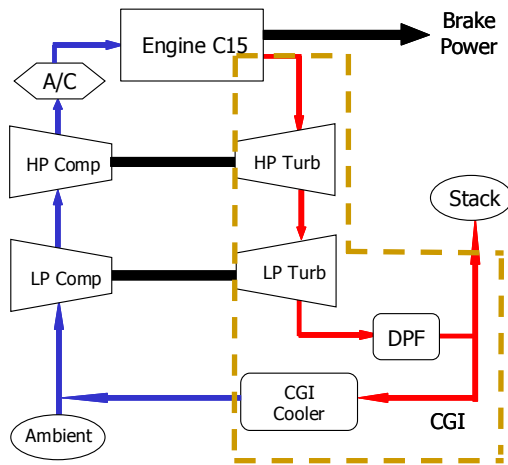 Engine C15
Brake
Power
A/C
HP Comp
HP Turb
Stack
LP Comp
LP Turb
DPF
CGI
Cooler
CGI
Ambient